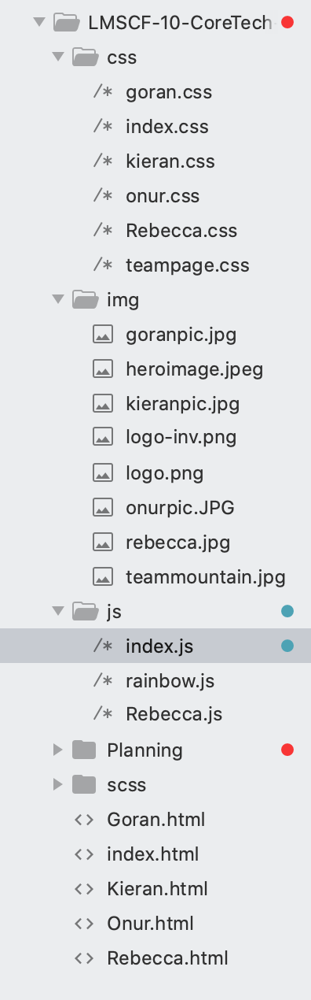 LMSCF-10-CoreTech
css
/* goran.css
/* index.css
/* kieran.css
/* onur.css
/* Rebecca.css
/* teampage.css
img
goranpic.jpg
heroimage.jpeg
kieranpic.jpg
logo-inv.png
logo.png
onurpic.JPG
rebecca.jpg
teammountain.jpg
js
/* index.js
/* rainbow.js
/* Rebecca.js
Planning
scss
<> Goran.html
<> index.html
<> Kieran.html
<> Onur.html
<> Rebecca.html